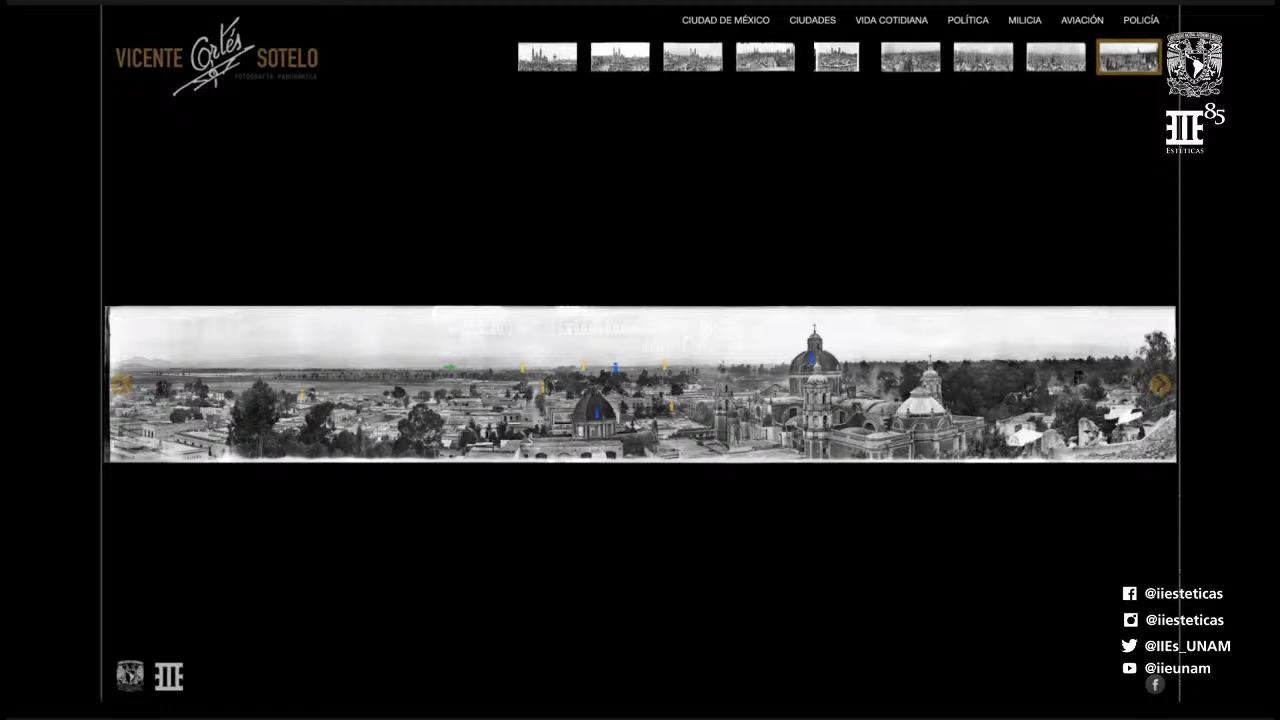 CIUDAD DE MÉXICO CIUDADES VIDA COTIDIANA POLÍTICA MILICIA AVIACIÓN POLICÍA
VICENTE Cortés SOTELO
FOTOGRAFÍA PANORÁMICA
85
ESTÉTICAS
@iiesteticas
@iiesteticas
@IIEs_UNAM
@iieunam